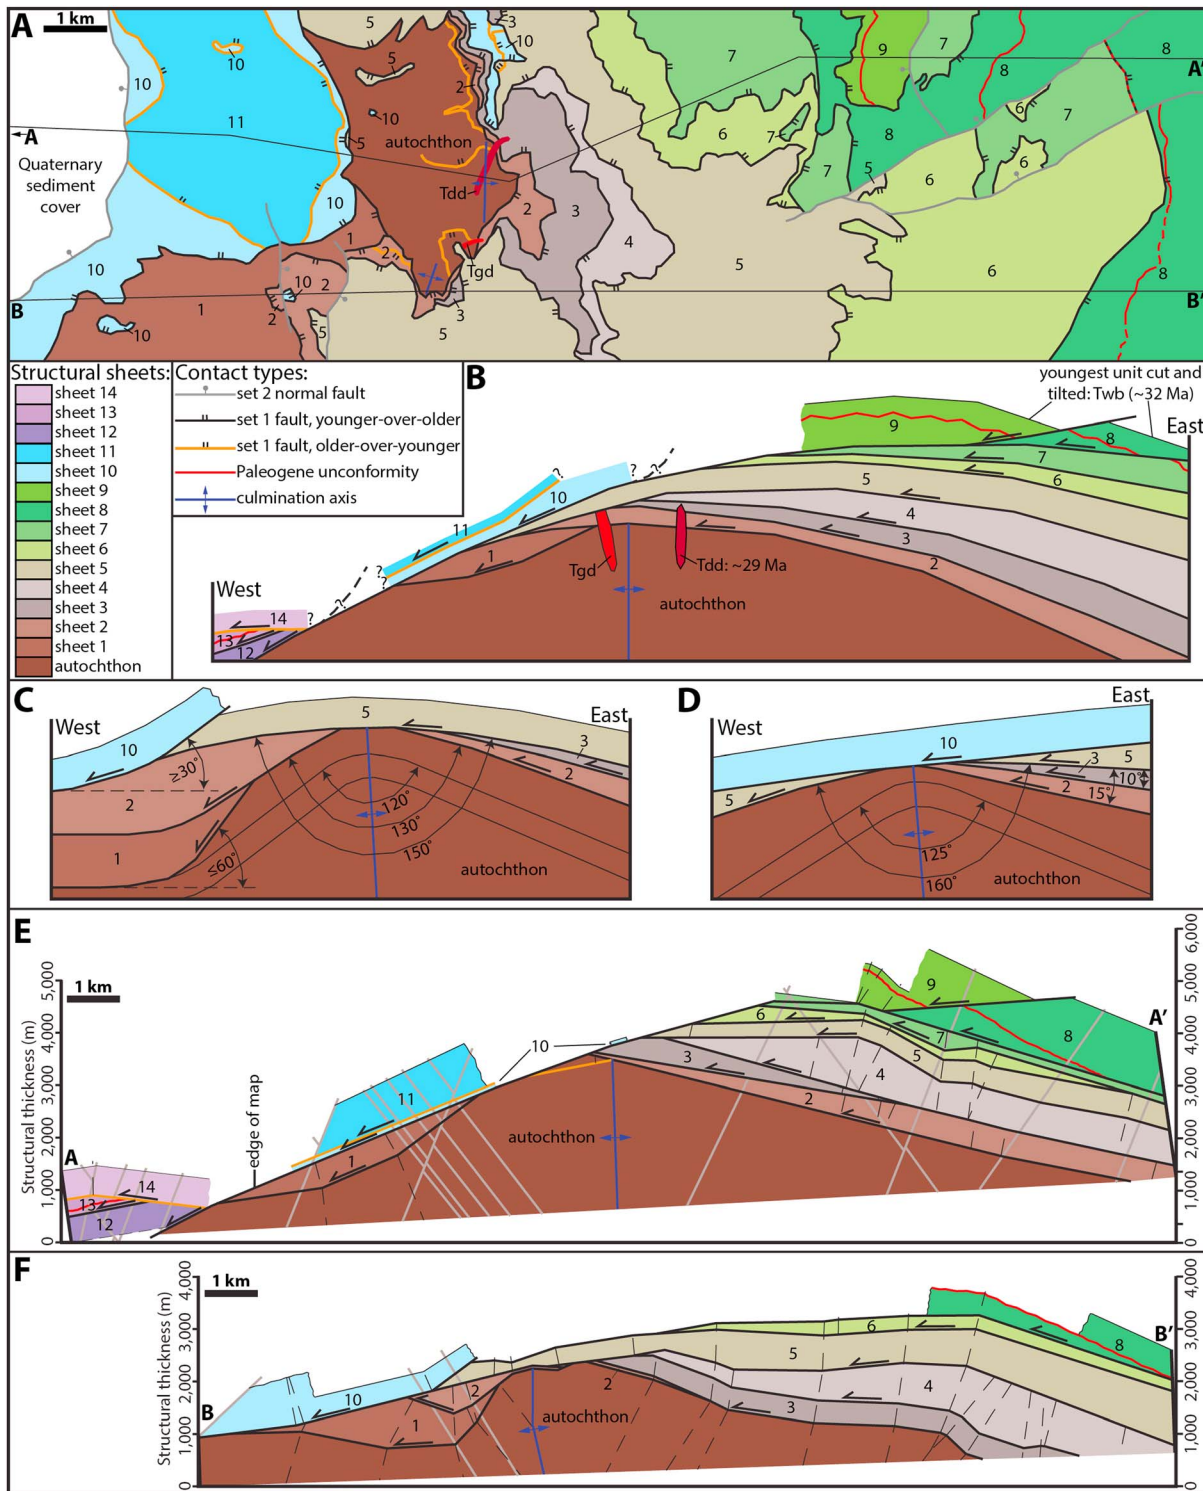 A
1 km
5
3
10
5
2
10
10
11
10
autochthon
5
A
Quaternary
sediment
cover
10
Tdd
2
3
4
1
2
Tgd
10
1
10
2
2
5
3
5
10
B
7
9
7
8
8
A'
6
7
6
7
8
5
6
6
7
5
6
8
B'
Structural sheets:
sheet 14
sheet 13
sheet 12
sheet 11
sheet 10
sheet 9
sheet 8
sheet 7
sheet 6
sheet 5
sheet 4
sheet 3
sheet 2
sheet 1
autochthon
Contact types:
set 2 normal fault
set 1 fault, younger-over-older
set 1 fault, older-over-younger
Paleogene unconformity
culmination axis
B
youngest unit cut and
tilted: Twb (~32 Ma)
East
9
8
7
6
5
10
?
?
?
?
11
4
3
2
1
Tgd
Tdd: ~29 Ma
autochthon
?
?
?
?
?
West
14
13
12
C
West
East
5
10
3
2
≥30°
2
120°
130°
150°
1
≤60°
autochthon
D
West
East
10
5
3
10°
2
15°
5
125°
160°
autochthon
E
1 km
Structural thickness (m)
5,000
4,000
3,000
2,000
1,000
0
6,000
5,000
4,000
3,000
2,000
1,000
0
A
A'
edge of map
10
11
1
14
13
12
autochthon
9
8
7
6
5
4
3
2
F
1 km
Structural thickness (m)
4,000
3,000
2,000
1,000
0
4,000
3,000
2,000
1,000
0
B
B'
10
2
1
2
autochthon
6
5
4
3
8